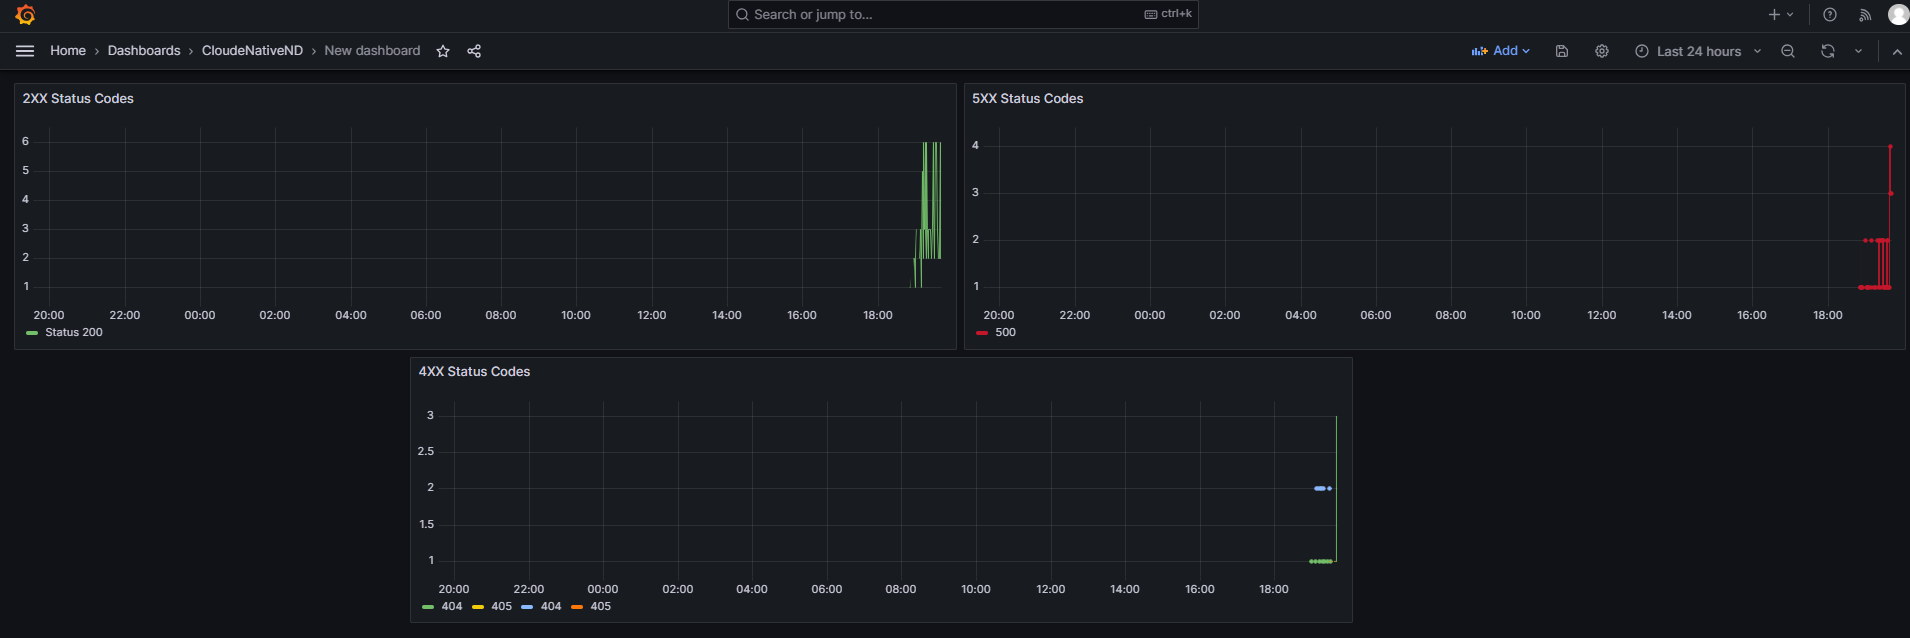 Search or jump to... ctrl+k
Home › Dashboards › CloudeNativeND › New dashboard Add Last 24 hours
2XX Status Codes
6
5
4
3
2
1
20:00 22:00 00:00 02:00 04:00 06:00 08:00 10:00 12:00 14:00 16:00 18:00
Status 200
5XX Status Codes
4
3
2
1
20:00 22:00 00:00 02:00 04:00 06:00 08:00 10:00 12:00 14:00 16:00 18:00
500
4XX Status Codes
3
2.5
2
1.5
1
20:00 22:00 00:00 02:00 04:00 06:00 08:00 10:00 12:00 14:00 16:00 18:00
404 405 404 405